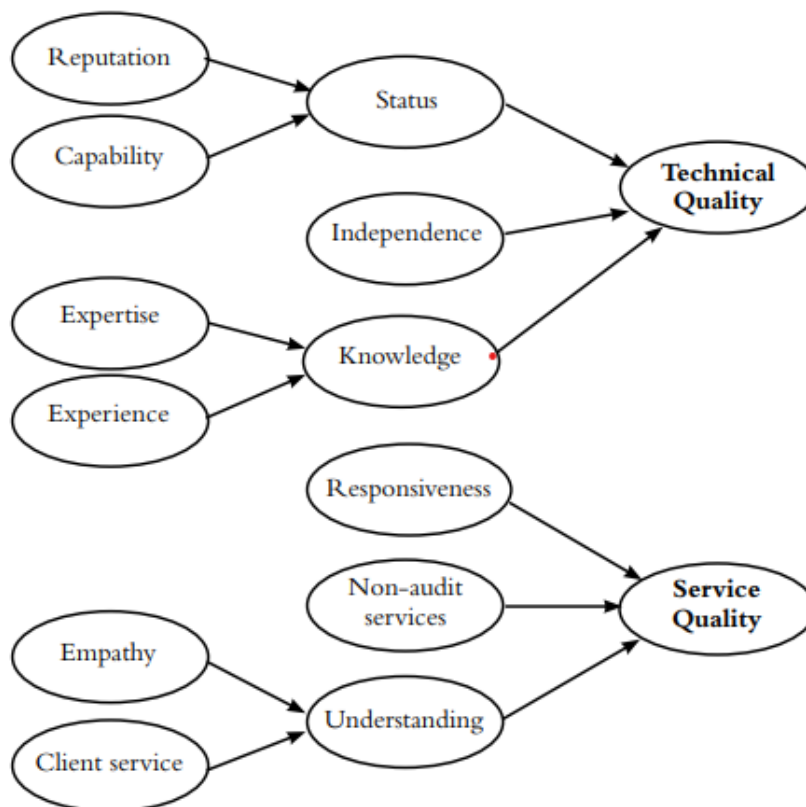 Reputation
Status
Capability
Technical
Quality
Independence
Expertise
Knowledge
Experience
Responsiveness
Non-audit
services
Service
Quality
Empathy
Understanding
Client service